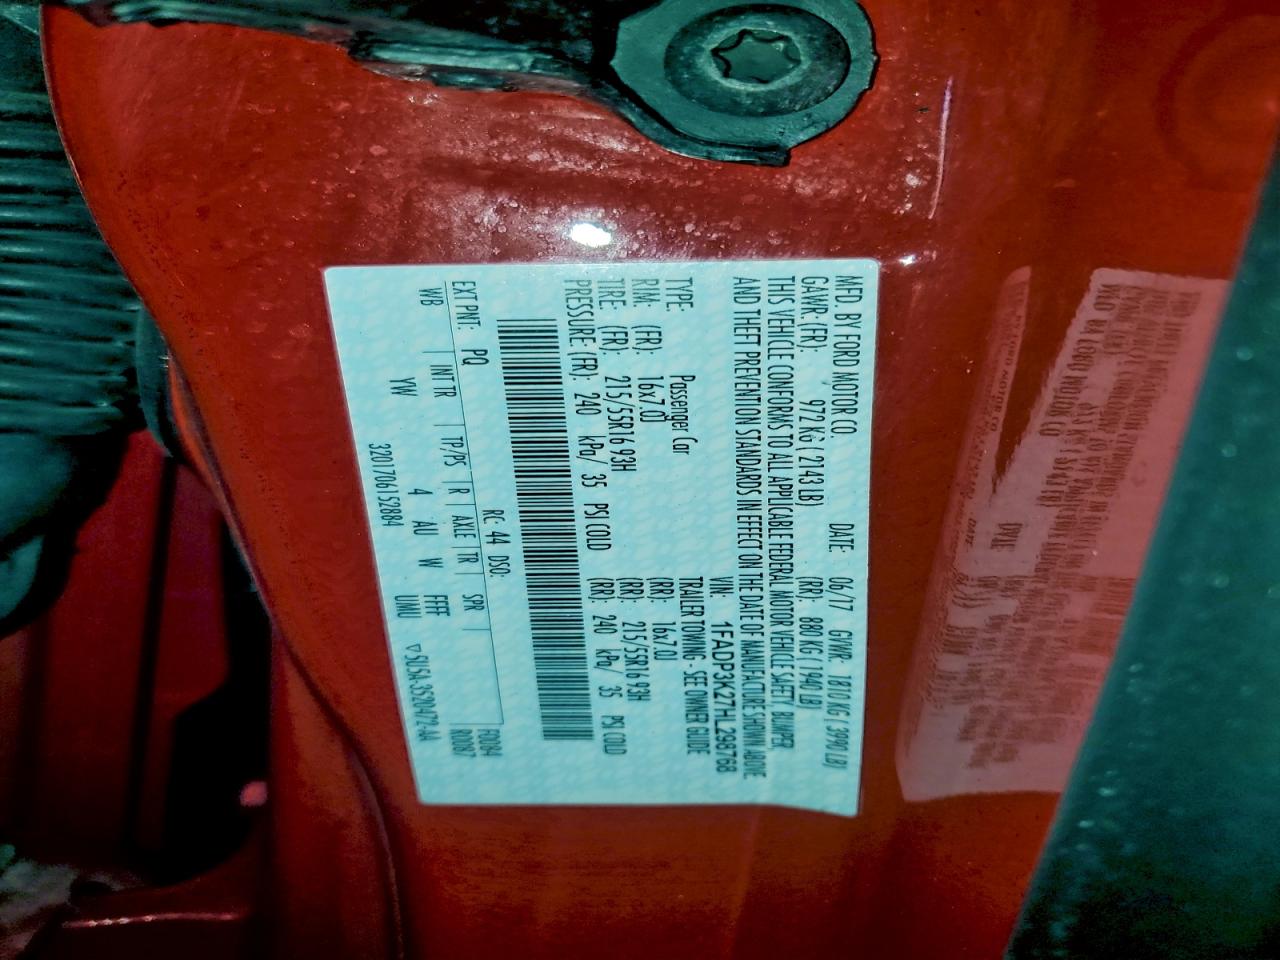 MFD. BY FORD MOTOR CO. DATE: 06/17 GVWR: 1810 KG ( 3990 LB)
GAWR: (FR): 972 KG ( 2143 LB) (RR): 880 KG ( 1940 LB)
THIS VEHICLE CONFORMS TO ALL APPLICABLE FEDERAL MOTOR VEHICLE SAFETY, BUMPER,
AND THEFT PREVENTION STANDARDS IN EFFECT ON THE DATE OF MANUFACTURE SHOWN ABOVE.
VIN: 1FADP3K27HL298768
TYPE: Passenger Car TRAILER TOWING - SEE OWNER GUIDE
RIM: (FR): 16x7.0J (RR): 16x7.0J
TIRE: (FR): 215/55R16 93H (RR): 215/55R16 93H
PRESSURE (FR): 240 kPa/ 35 PSI COLD (RR): 240 kPa/ 35 PSI COLD
EXT PNT: PQ RC: 44 DSO: F0084
WB INT TR TP/PS R AXLE TR SPR R0087
YW 4 AU W FFFF
3201706152884 UMU ▽5U5A 3520472 AA